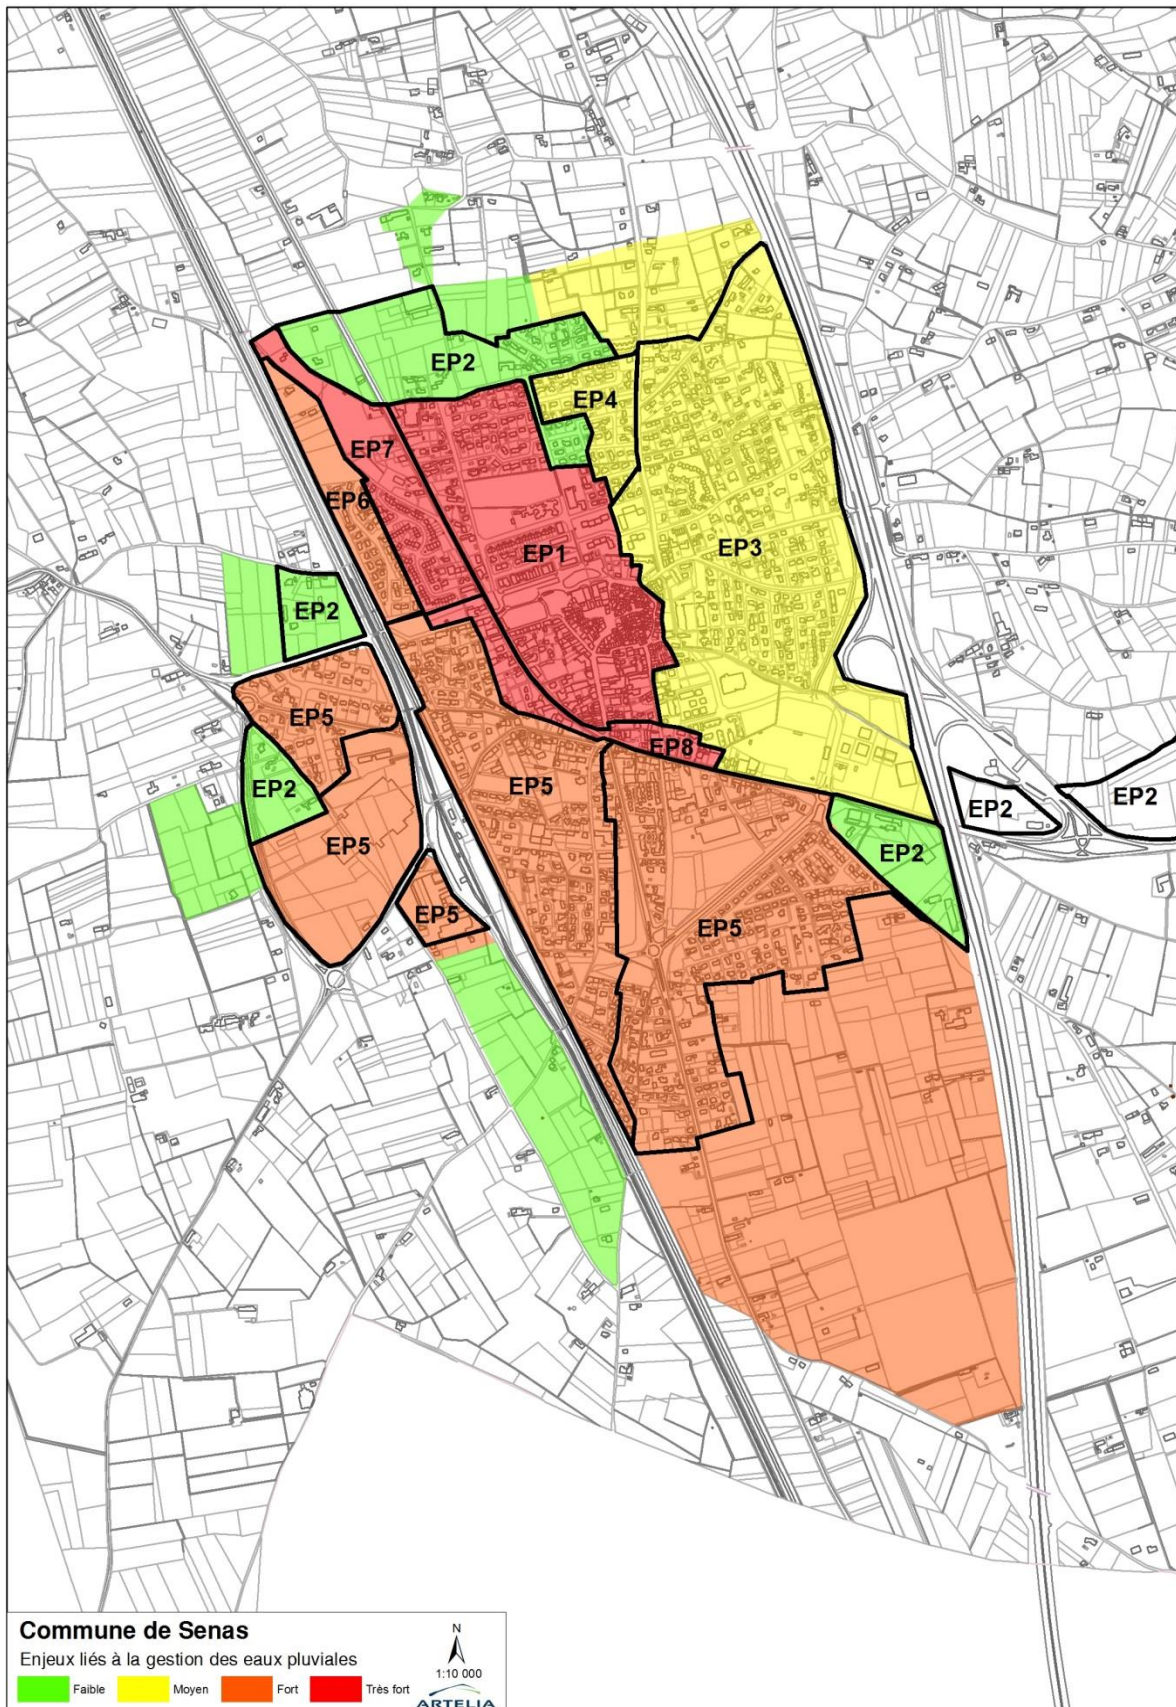 EP2
EP4
EP7
EP6
EP1
EP3
EP2
EP5
EP8
EP2
EP5
EP2
EP2
EP2
EP5
EP5
EP5
Commune de Senas
Enjeux liés à la gestion des eaux pluviales
N
1:10 000
Faible
Moyen
Fort
Très fort
ARTELIA